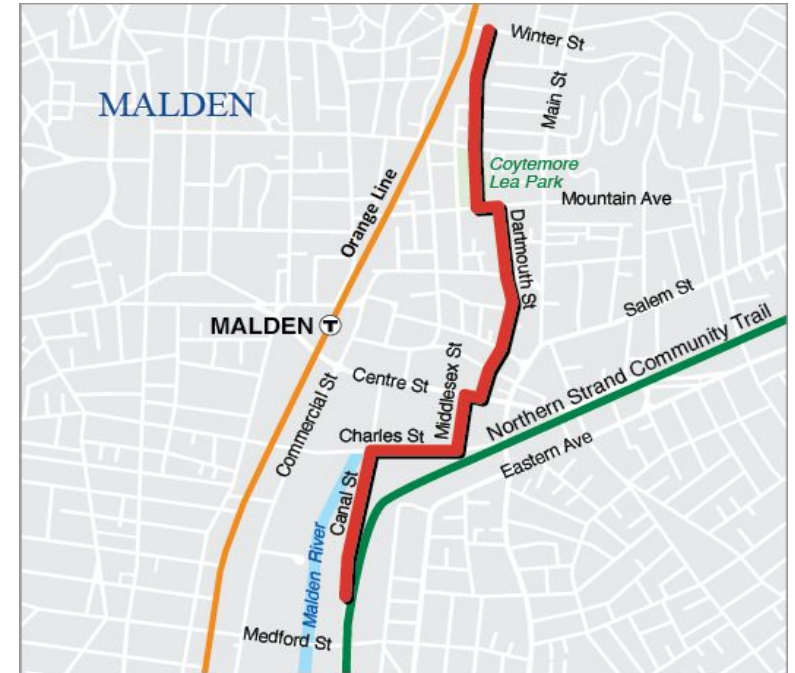 Winter St
Main St
MALDEN
Coytemore
Lea Park
Mountain Ave
Orange Line
Dartmouth St
Salem St
MALDEN T
Northern Strand Community Trail
Middlesex St
Centre St
Commercial St
Charles St
Eastern Ave
Canal St
Malden River
Medford St